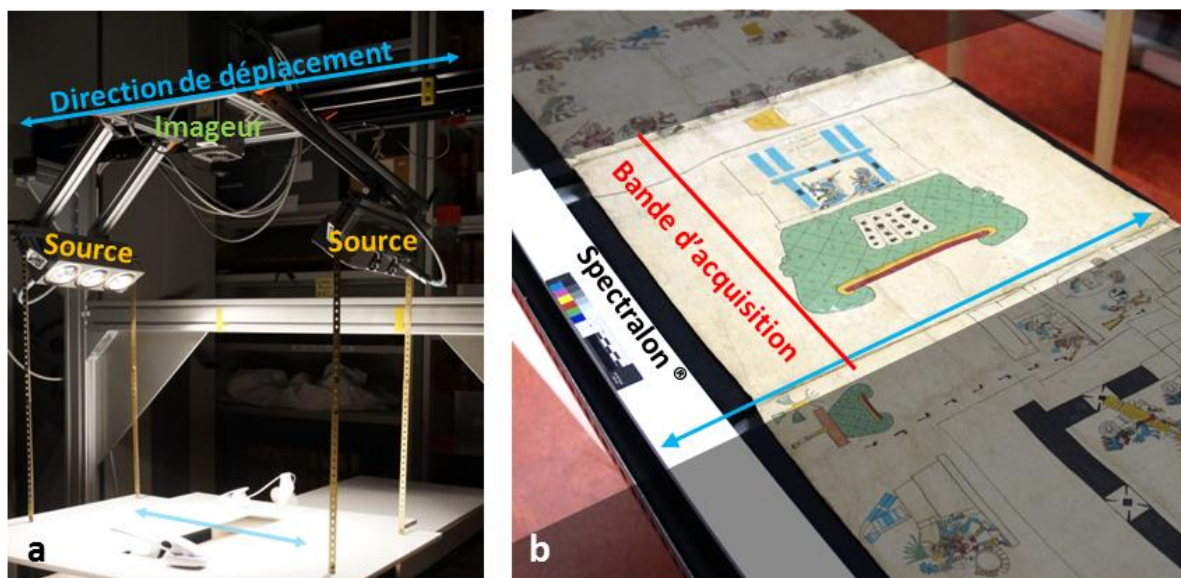 Direction de déplacement
Imageur
Source
Source
a
Bande d'acquisition
Spectralon ®
b